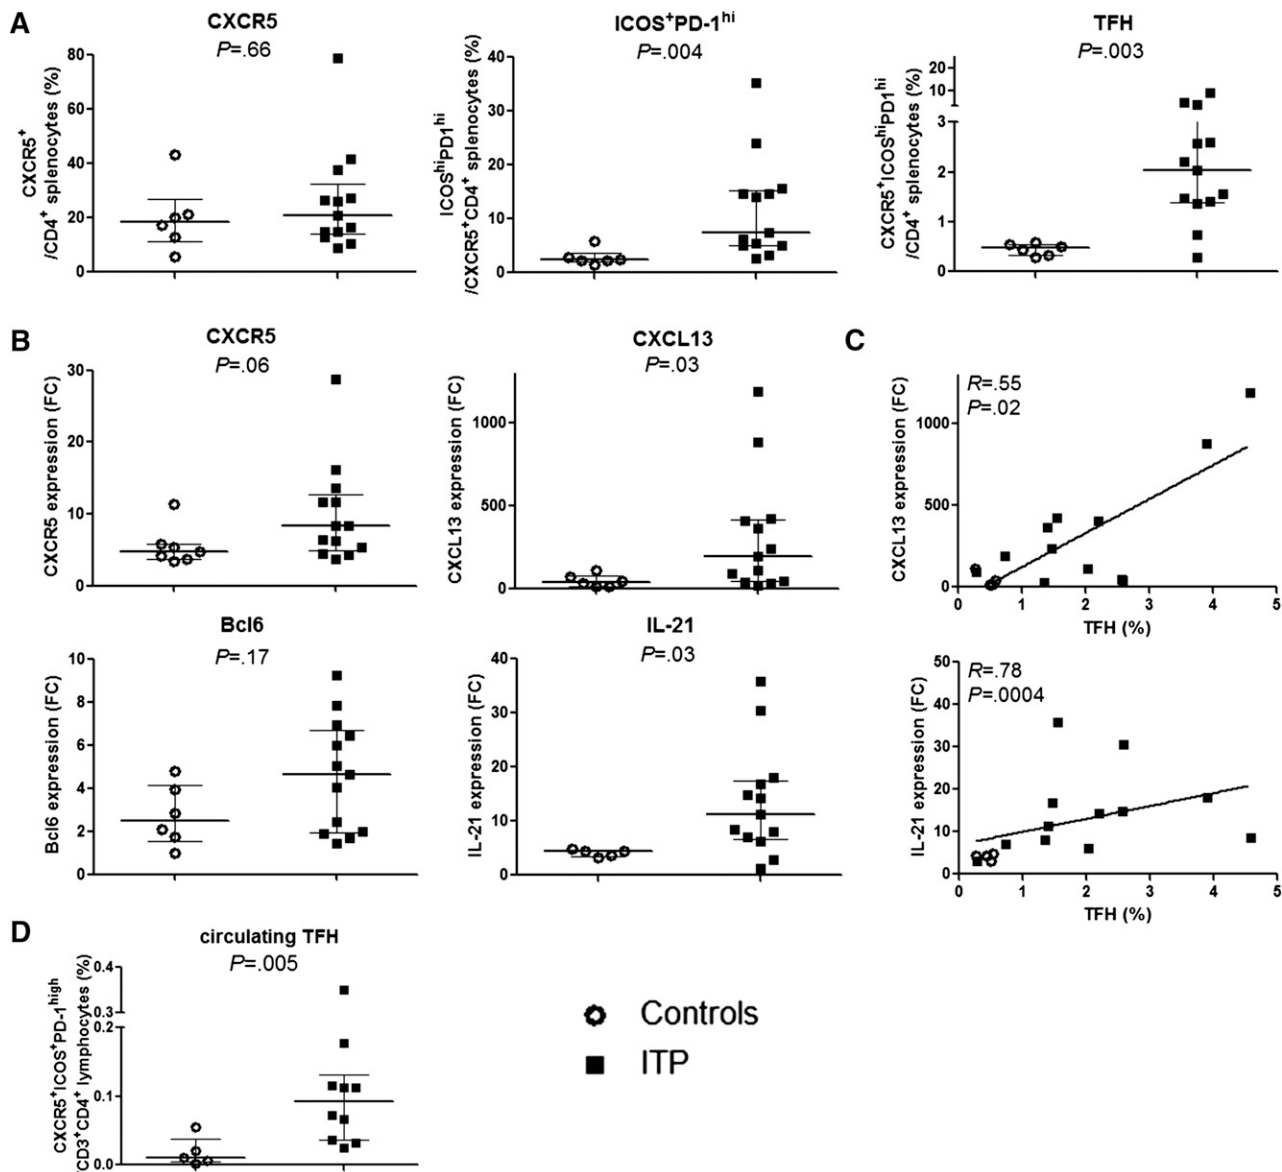 A
CXCR5
P=.66
CXCR5+
/CD4+ splenocytes (%)
80
60
40
20
0
ICOS+PD-1hi
P=.004
ICOShiPD1hi
/CXCR5+CD4+ splenocytes (%)
40
30
20
10
0
TFH
P=.003
CXCR5+ICOShiPD1hi
/CD4+ splenocytes (%)
20
10
3
2
1
0
B
CXCR5
P=.06
CXCR5 expression (FC)
30
20
10
0
CXCL13
P=.03
CXCL13 expression (FC)
1000
500
0
Bcl6
P=.17
Bcl6 expression (FC)
10
8
6
4
2
0
IL-21
P=.03
IL-21 expression (FC)
40
30
20
10
0
C
R=.55
P=.02
CXCL13 expression (FC)
1000
500
0
0 1 2 3 4 5
TFH (%)
R=.78
P=.0004
IL-21 expression (FC)
50
40
30
20
10
0
0 1 2 3 4 5
TFH (%)
D
circulating TFH
P=.005
CXCR5+ICOS+PD-1high
/CD3+CD4+ lymphocytes (%)
0.4
0.3
0.2
0.1
0.0
Controls
ITP